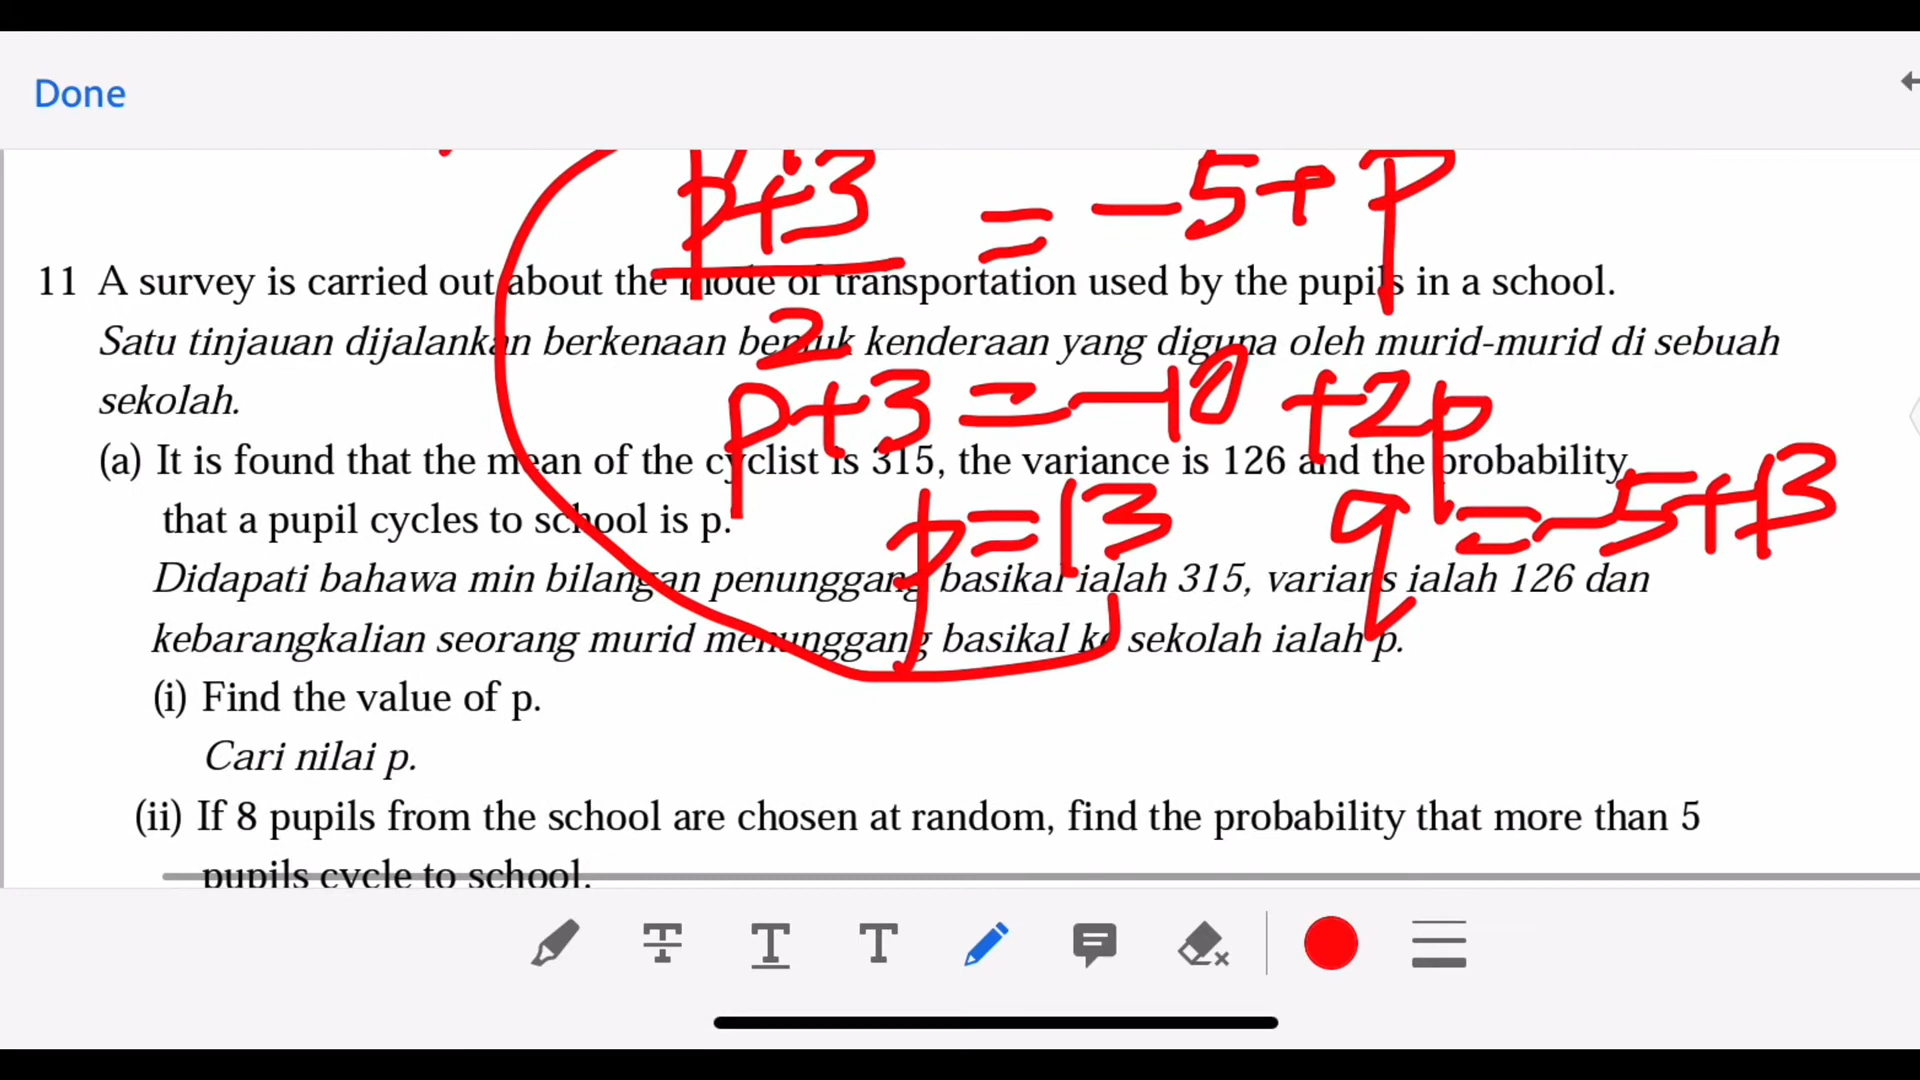 Done
p+3 = -5+p
2
11 A survey is carried out about the mode of transportation used by the pupils in a school.
Satu tinjauan dijalankan berkenaan bentuk kenderaan yang diguna oleh murid-murid di sebuah
sekolah.
p+3 = -10 +2p
(a) It is found that the mean of the cyclist is 315, the variance is 126 and the probability
that a pupil cycles to school is p.
p=13
q=-5+13
Didapati bahawa min bilangan penunggang basikal ialah 315, varians ialah 126 dan
kebarangkalian seorang murid menunggang basikal ke sekolah ialah p.
(i) Find the value of p.
Cari nilai p.
(ii) If 8 pupils from the school are chosen at random, find the probability that more than 5
pupils cycle to school.
T T T